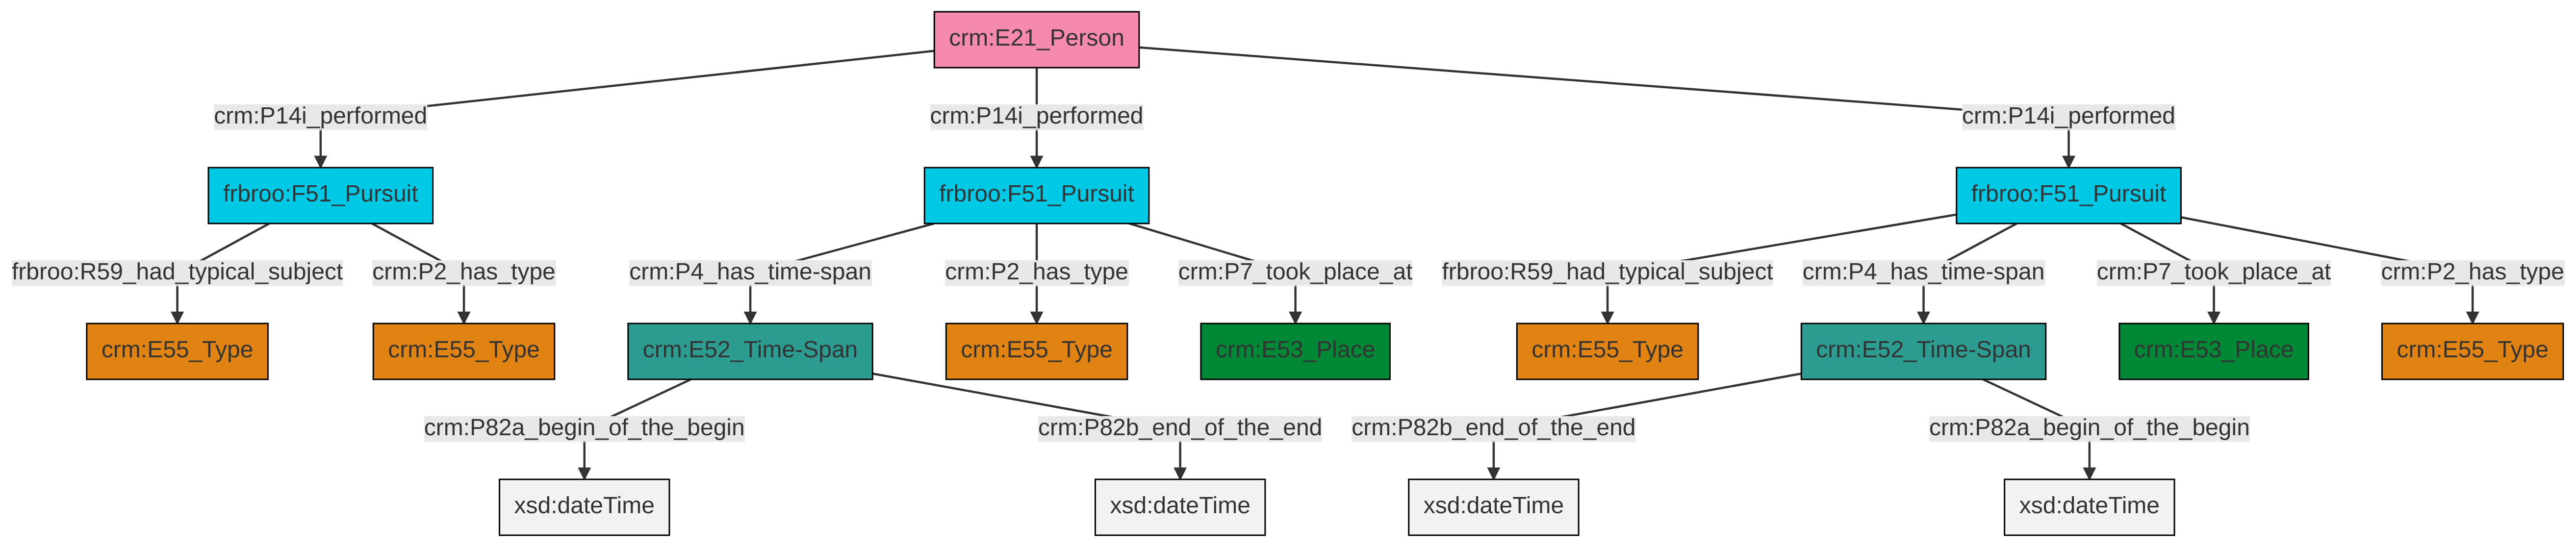 crm:E21_Person
crm:P14i_performed
crm:P14i_performed
crm:P14i_performed
frbroo:F51_Pursuit
frbroo:F51_Pursuit
frbroo:F51_Pursuit
frbroo:R59_had_typical_subject
crm:P2_has_type
crm:P4_has_time-span
crm:P2_has_type
crm:P7_took_place_at
frbroo:R59_had_typical_subject
crm:P4_has_time-span
crm:P7_took_place_at
crm:P2_has_type
crm:E55_Type
crm:E55_Type
crm:E52_Time-Span
crm:E55_Type
crm:E53_Place
crm:E55_Type
crm:E52_Time-Span
crm:E53_Place
crm:E55_Type
crm:P82a_begin_of_the_begin
crm:P82b_end_of_the_end
crm:P82b_end_of_the_end
crm:P82a_begin_of_the_begin
xsd:dateTime
xsd:dateTime
xsd:dateTime
xsd:dateTime